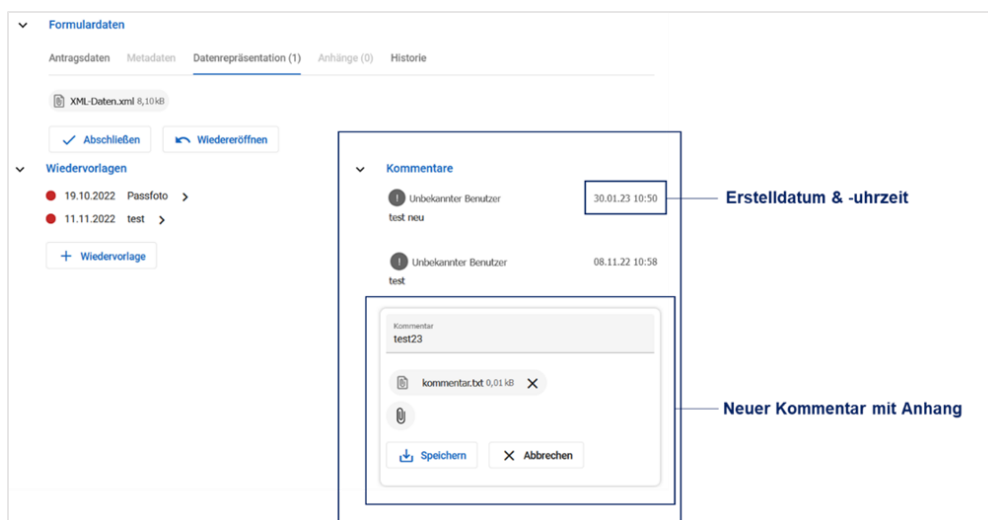 Formulardaten
Antragsdaten Metadaten Datenrepräsentation (1) Anhänge (0) Historie
XML-Daten.xml 8,10 kB
Abschließen Wiedereröffnen
Wiedervorlagen
19.10.2022 Passfoto
11.11.2022 test
Wiedervorlage
Kommentare
Unbekannter Benutzer 30.01.23 10:50
test neu
Erstelldatum & -uhrzeit
Unbekannter Benutzer 08.11.22 10:58
test
Kommentar
test23
kommentar.txt 0,01 kB
Neuer Kommentar mit Anhang
Speichern Abbrechen